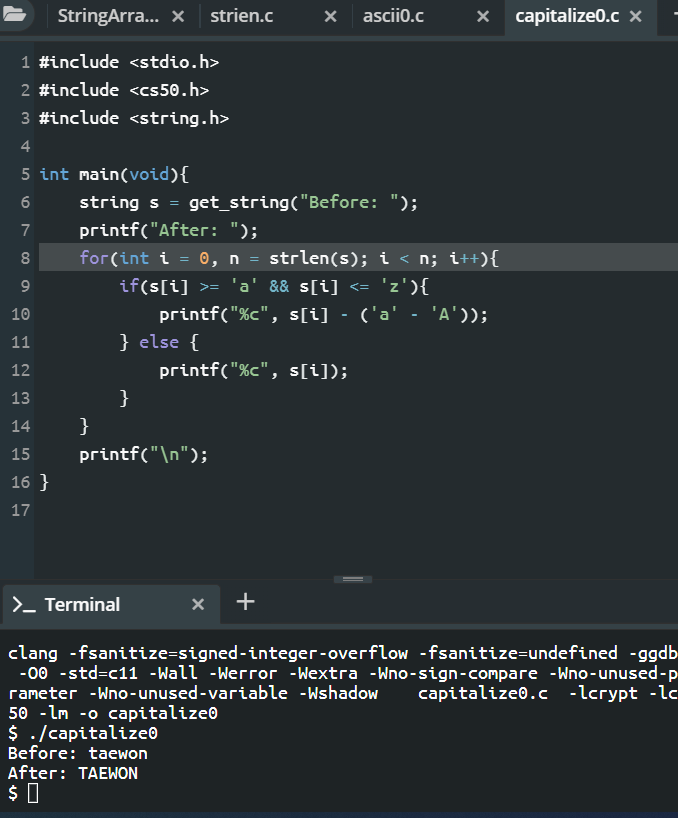 StringArra... × strien.c × ascii0.c × capitalize0.c ×
1 #include <stdio.h>
2 #include <cs50.h>
3 #include <string.h>
4
5 int main(void){
6     string s = get_string("Before: ");
7     printf("After: ");
8     for(int i = 0, n = strlen(s); i < n; i++){
9         if(s[i] >= 'a' && s[i] <= 'z'){
10             printf("%c", s[i] - ('a' - 'A'));
11         } else {
12             printf("%c", s[i]);
13         }
14     }
15     printf("\n");
16 }
17
>_ Terminal × +
clang -fsanitize=signed-integer-overflow -fsanitize=undefined -ggdb
 -O0 -std=c11 -Wall -Werror -Wextra -Wno-sign-compare -Wno-unused-p
rameter -Wno-unused-variable -Wshadow    capitalize0.c  -lcrypt -lc
50 -lm -o capitalize0
$ ./capitalize0
Before: taewon
After: TAEWON
$